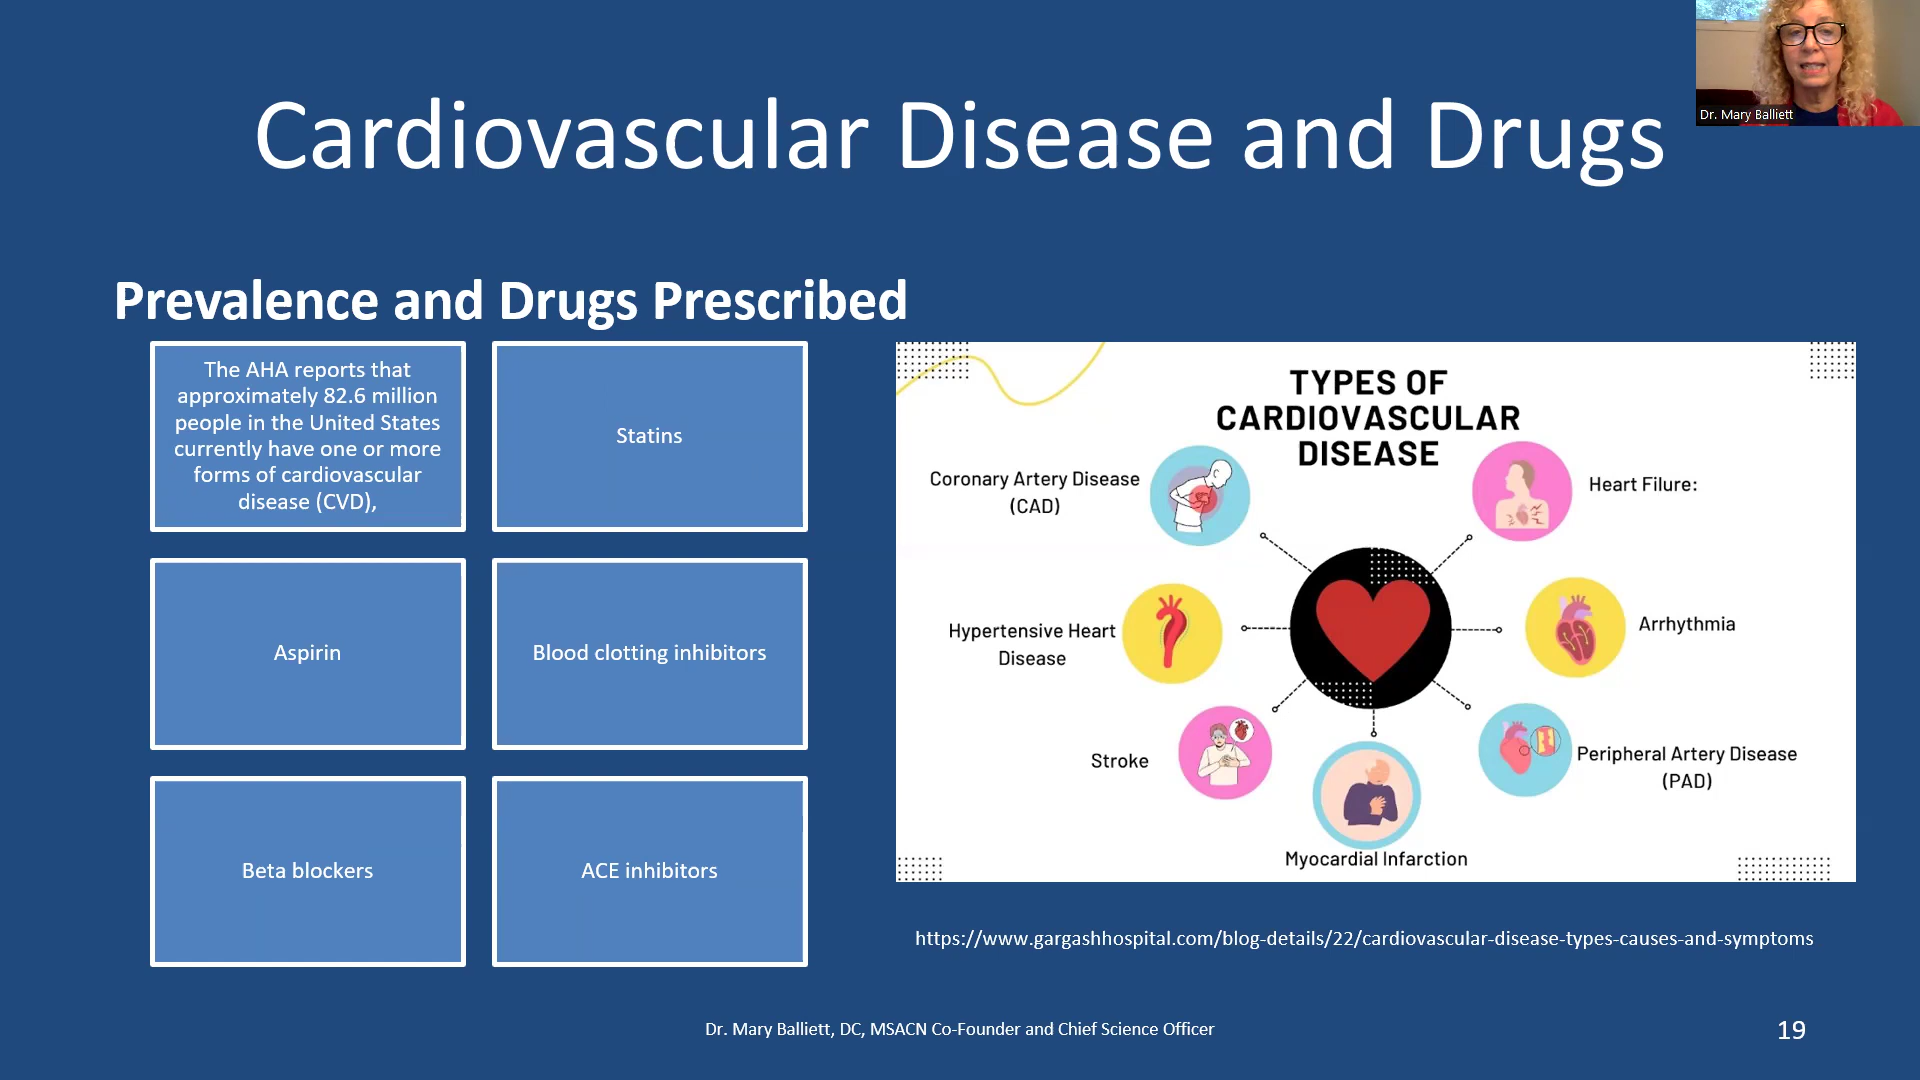 Cardiovascular Disease and Drugs
Dr. Mary Balliett
Prevalence and Drugs Prescribed
The AHA reports that
approximately 82.6 million
people in the United States
currently have one or more
forms of cardiovascular
disease (CVD),
Statins
Aspirin
Blood clotting inhibitors
Beta blockers
ACE inhibitors
TYPES OF
CARDIOVASCULAR
DISEASE
Coronary Artery Disease
(CAD)
Heart Filure:
Hypertensive Heart
Disease
Arrhythmia
Stroke
Peripheral Artery Disease
(PAD)
Myocardial Infarction
https://www.gargashhospital.com/blog-details/22/cardiovascular-disease-types-causes-and-symptoms
Dr. Mary Balliett, DC, MSACN Co-Founder and Chief Science Officer
19